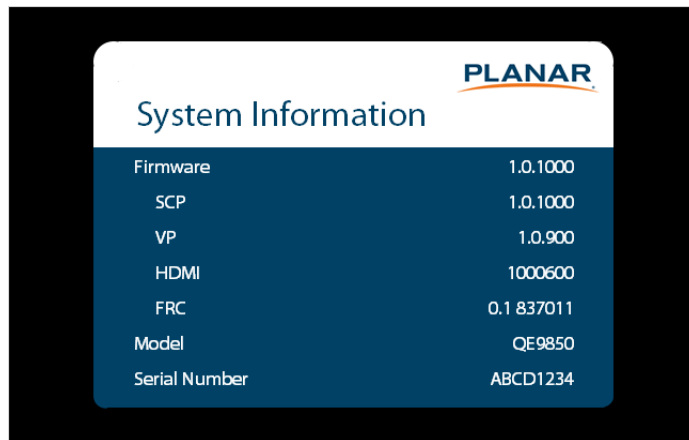 PLANAR
System Information
Firmware 1.0.1000
SCP 1.0.1000
VP 1.0.900
HDMI 1000600
FRC 0.1 837011
Model QE9850
Serial Number ABCD1234